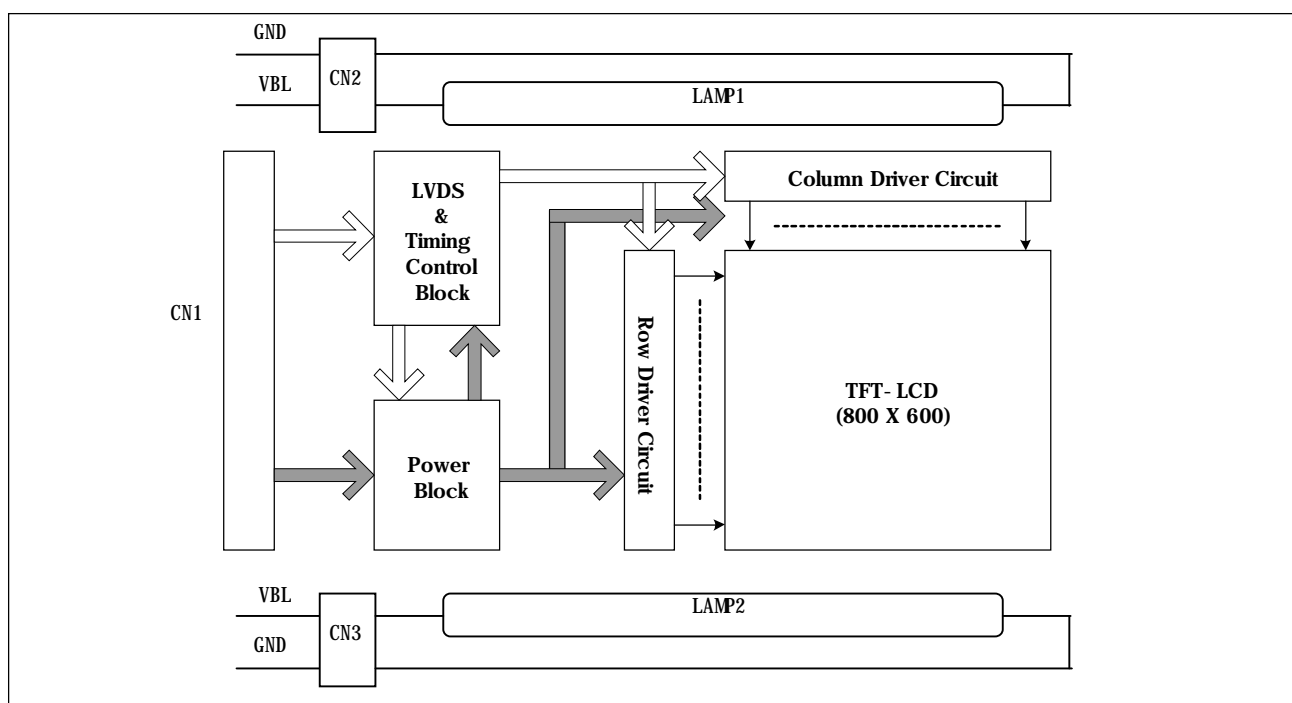 GND
VBL
CN2
LAMP1
LVDS
&
Timing
Control
Block
Column Driver Circuit
CN1
Row Driver Circuit
TFT-LCD
(800 X 600)
Power
Block
VBL
GND
CN3
LAMP2